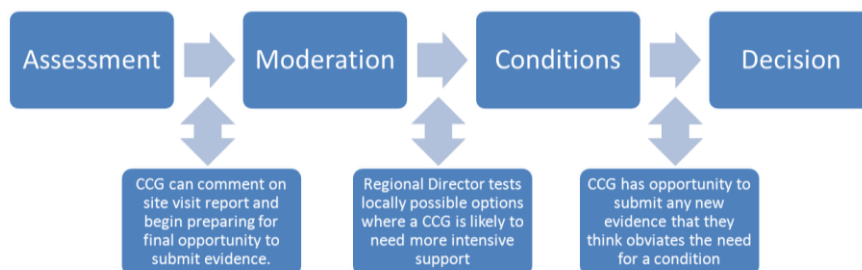 Assessment
Moderation
Conditions
Decision
CCG can comment on
site visit report and
begin preparing for
final opportunity to
submit evidence.
Regional Director tests
locally possible options
where a CCG is likely to
need more intensive
support
CCG has opportunity to
submit any new
evidence that they
think obviates the need
for a condition